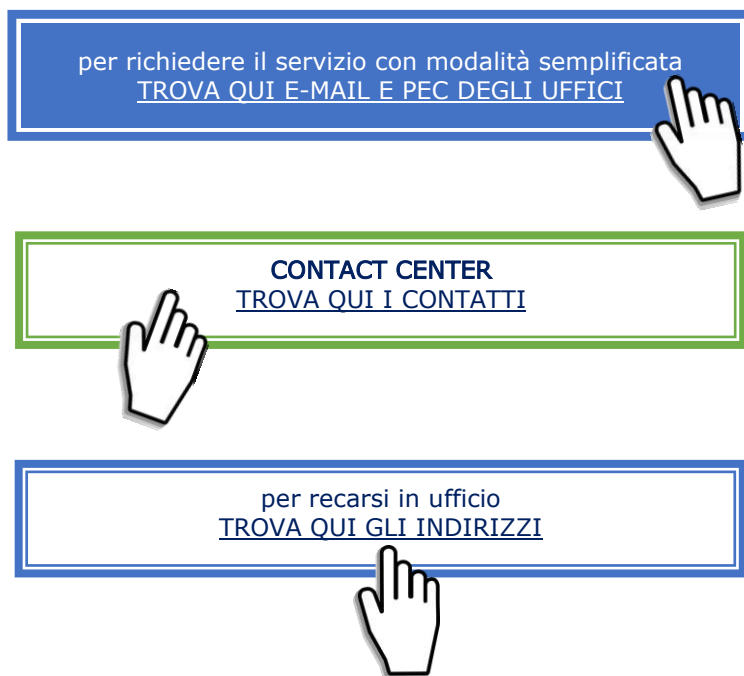 per richiedere il servizio con modalità semplificata
TROVA QUI E-MAIL E PEC DEGLI UFFICI
CONTACT CENTER
TROVA QUI I CONTATTI
per recarsi in ufficio
TROVA QUI GLI INDIRIZZI